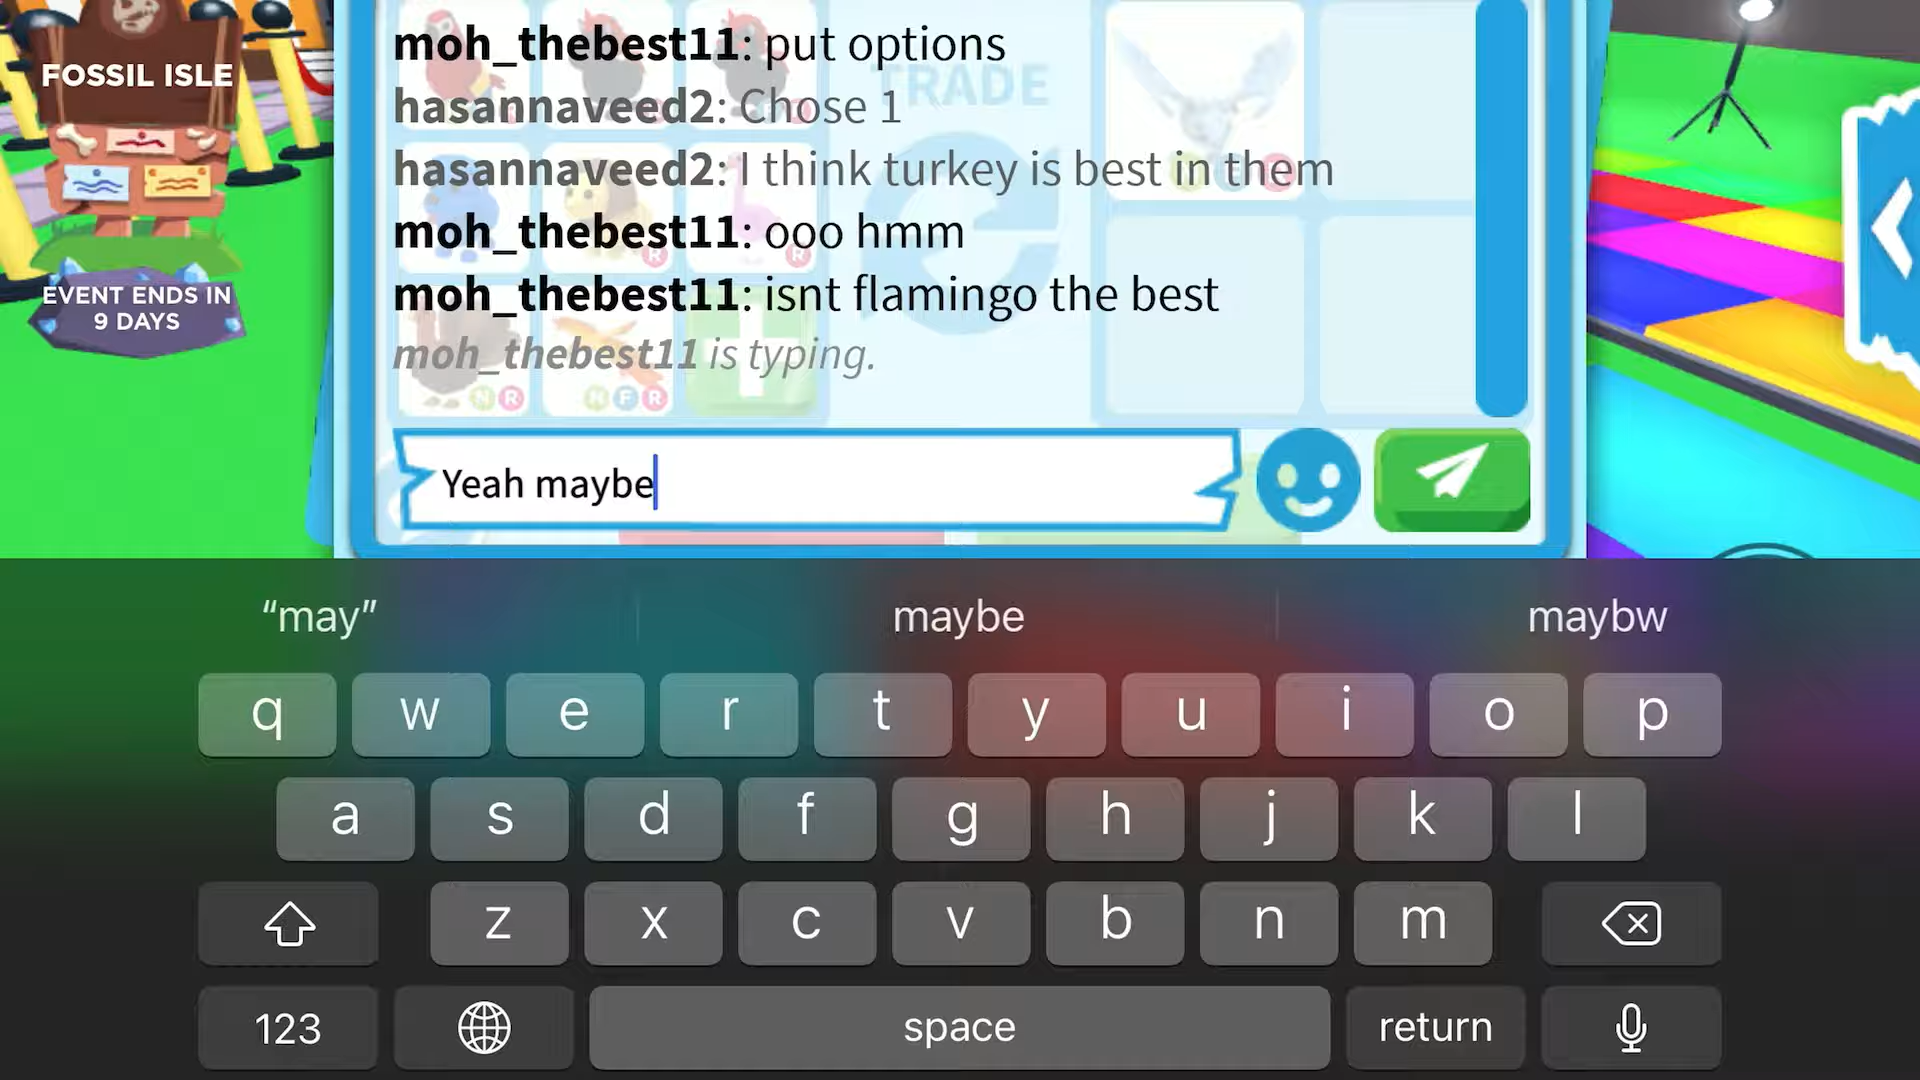 FOSSIL ISLE
EVENT ENDS IN
9 DAYS
TRADE
moh_thebest11: put options
hasannaveed2: Chose 1
hasannaveed2: I think turkey is best in them
moh_thebest11: ooo hmm
moh_thebest11: isnt flamingo the best
moh_thebest11 is typing.
R
R
N R
N F R
Yeah maybe
“may” maybe maybw
q w e r t y u i o p
a s d f g h j k l
z x c v b n m
123 space return